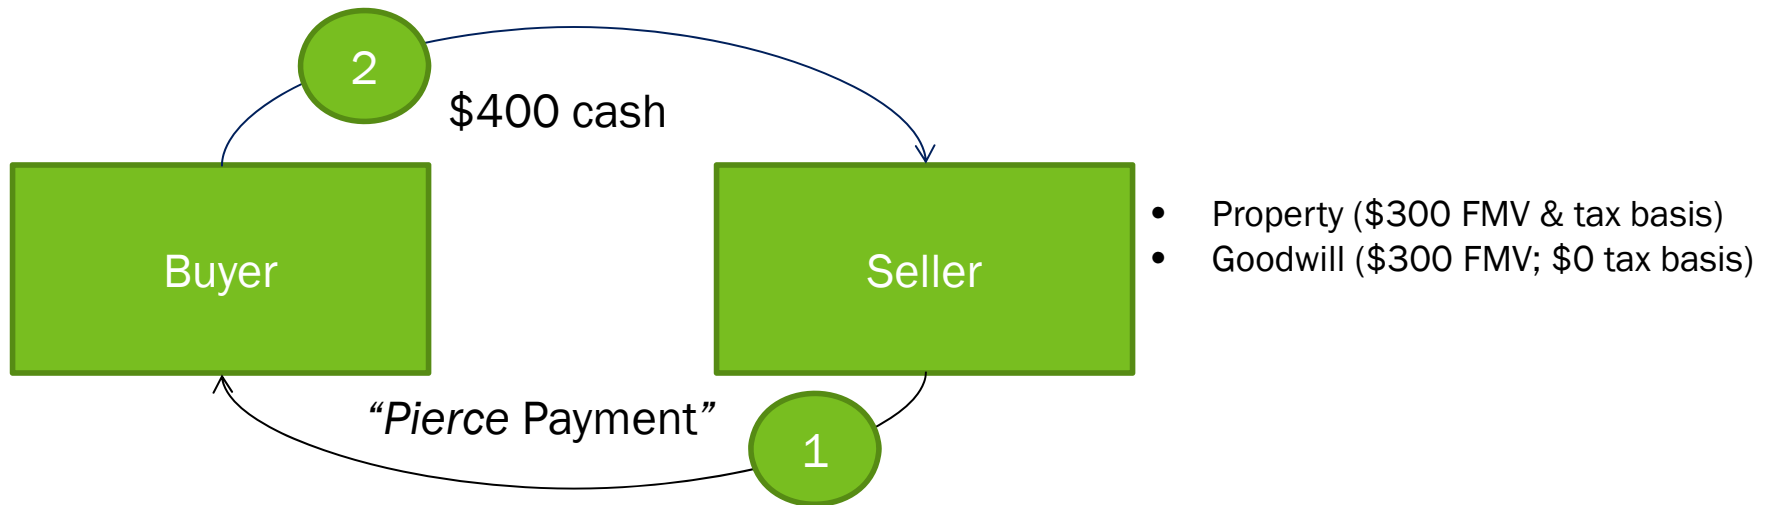 2
$400 cash
Buyer
Seller
• Property ($300 FMV & tax basis)
• Goodwill ($300 FMV; $0 tax basis)
“Pierce Payment”
1